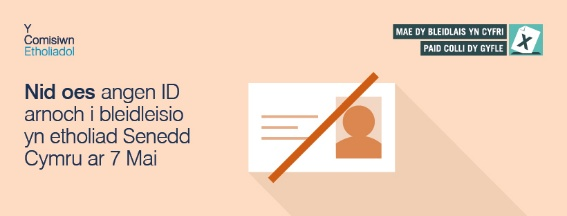 Y
Comisiwn
Etholiadol
MAE DY BLEIDLAIS YN CYFRI
PAID COLLI DY GYFLE
Nid oes angen ID
arnoch i bleidleisio
yn etholiad Senedd
Cymru ar 7 Mai